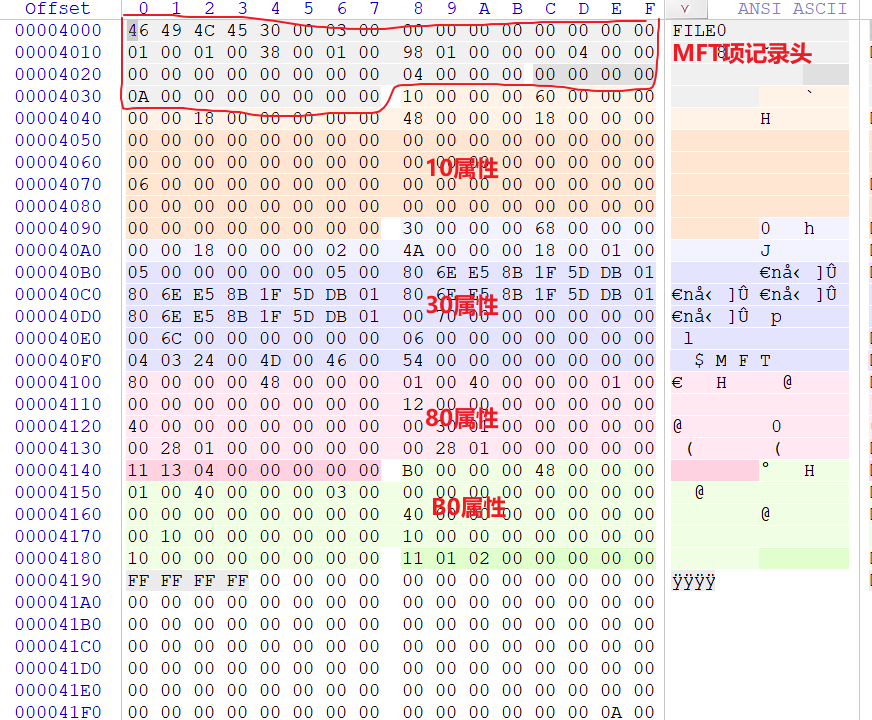 Offset 0 1 2 3 4 5 6 7 8 9 A B C D E F ANSI ASCII
00004000 46 49 4C 45 30 00 03 00 00 00 00 00 00 00 00 00 FILE0
00004010 01 00 01 00 38 00 01 00 98 01 00 00 00 04 00 00 8
MFT项记录头
00004020 00 00 00 00 00 00 00 00 04 00 00 00 00 00 00 00
00004030 0A 00 00 00 00 00 00 00 10 00 00 00 60 00 00 00 `
00004040 00 00 18 00 00 00 00 00 48 00 00 00 18 00 00 00 H
00004050 00 00 00 00 00 00 00 00 00 00 00 00 00 00 00 00
00004060 00 00 00 00 00 00 00 00 00 00 00 00 00 00 00 00
10属性
00004070 06 00 00 00 00 00 00 00 00 00 00 00 00 00 00 00
00004080 00 00 00 00 00 00 00 00 00 00 00 00 00 00 00 00
00004090 00 00 00 00 00 00 00 00 30 00 00 00 68 00 00 00 0 h
000040A0 00 00 18 00 00 00 02 00 4A 00 00 00 18 00 01 00 J
000040B0 05 00 00 00 00 00 05 00 80 6E E5 8B 1F 5D DB 01 €nå‹ ]Û
000040C0 80 6E E5 8B 1F 5D DB 01 80 6E E5 8B 1F 5D DB 01 €nå‹ ]Û €nå‹ ]Û
30属性
000040D0 80 6E E5 8B 1F 5D DB 01 00 70 00 00 00 00 00 00 €nå‹ ]Û p
000040E0 00 6C 00 00 00 00 00 00 06 00 00 00 00 00 00 00 l
000040F0 04 03 24 00 4D 00 46 00 54 00 00 00 00 00 00 00 $ M F T
00004100 80 00 00 00 48 00 00 00 01 00 40 00 00 00 01 00 € H @
00004110 00 00 00 00 00 00 00 00 12 00 00 00 00 00 00 00
80属性
00004120 40 00 00 00 00 00 00 00 00 30 01 00 00 00 00 00 @ 0
00004130 00 28 01 00 00 00 00 00 00 28 01 00 00 00 00 00 ( (
00004140 11 13 04 00 00 00 00 00 B0 00 00 00 48 00 00 00 ° H
00004150 01 00 40 00 00 00 03 00 00 00 00 00 00 00 00 00 @
B0属性
00004160 00 00 00 00 00 00 00 00 40 00 00 00 00 00 00 00 @
00004170 00 10 00 00 00 00 00 00 10 00 00 00 00 00 00 00
00004180 10 00 00 00 00 00 00 00 11 01 02 00 00 00 00 00
00004190 FF FF FF FF 00 00 00 00 00 00 00 00 00 00 00 00 ÿÿÿÿ
000041A0 00 00 00 00 00 00 00 00 00 00 00 00 00 00 00 00
000041B0 00 00 00 00 00 00 00 00 00 00 00 00 00 00 00 00
000041C0 00 00 00 00 00 00 00 00 00 00 00 00 00 00 00 00
000041D0 00 00 00 00 00 00 00 00 00 00 00 00 00 00 00 00
000041E0 00 00 00 00 00 00 00 00 00 00 00 00 00 00 00 00
000041F0 00 00 00 00 00 00 00 00 00 00 00 00 00 00 0A 00